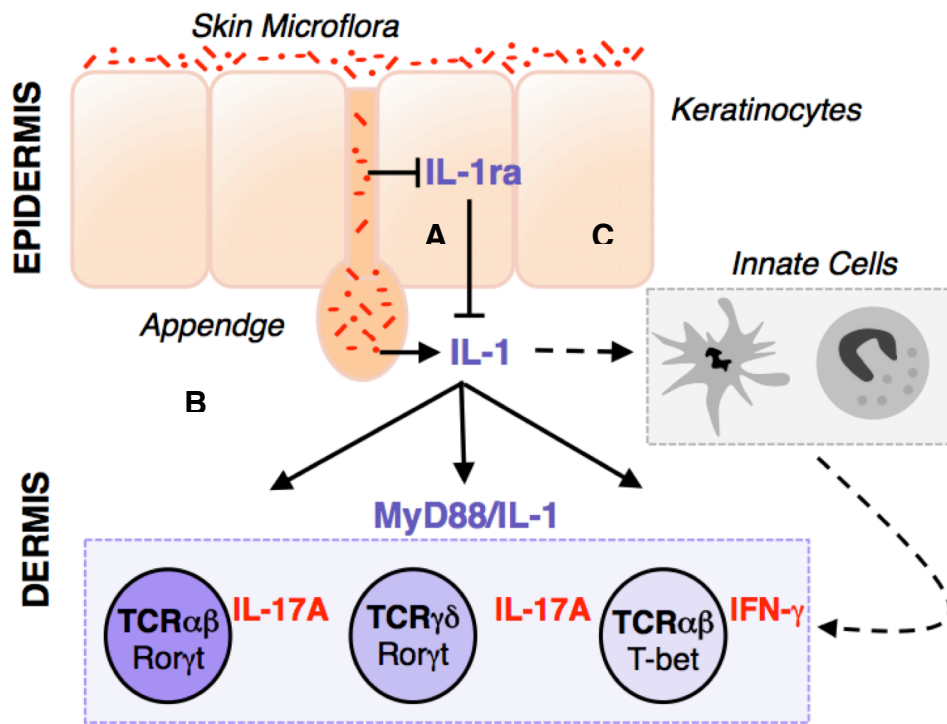 Skin Microflora
EPIDERMIS
Keratinocytes
IL-1ra
A
C
Innate Cells
Appendge
IL-1
B
DERMIS
MyD88/IL-1
TCRαβ
Rorγt
IL-17A
TCRγδ
Rorγt
IL-17A
TCRαβ
T-bet
IFN-γ